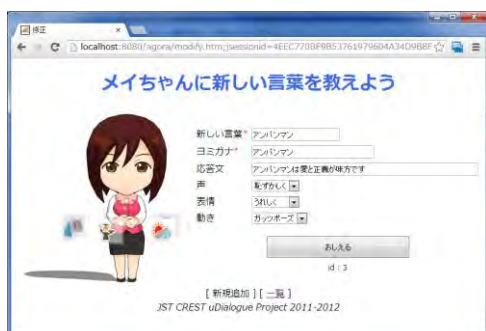 修正
localhost:8080/agora/modify.htm;jsessionid=4EEC770BF9B53761979604A34D9B8F
メイちゃんに新しい言葉を教えよう
新しい言葉* アンパンマン
ヨミガナ* アンパンマン
応答文 アンパンマンは愛と正義が味方です
声 恥ずかしく
表情 うれしく
動き ガッツポーズ
おしえる
id : 3
[ 新規追加 ] [ 一覧 ]
JST CREST uDialogue Project 2011-2012